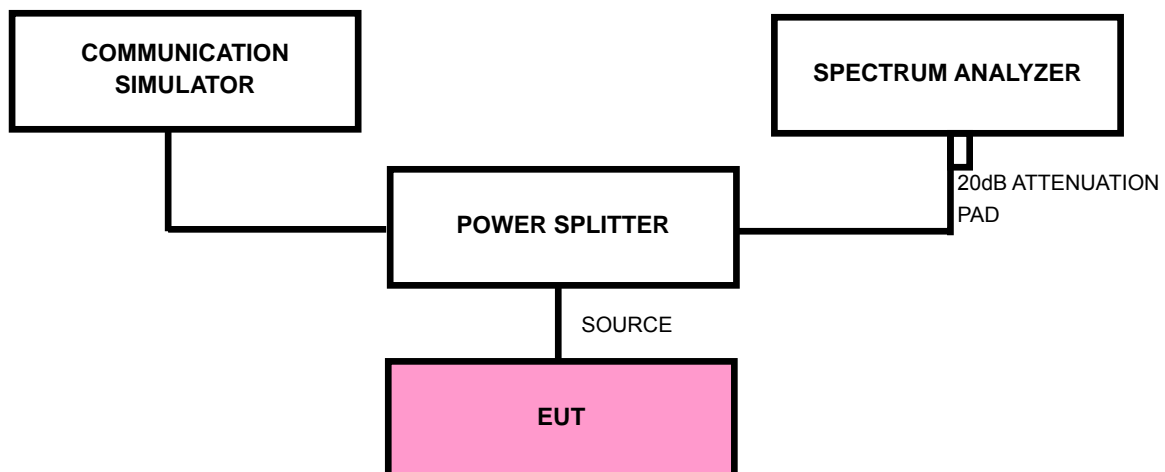 COMMUNICATION
SIMULATOR
SPECTRUM ANALYZER
20dB ATTENUATION
PAD
POWER SPLITTER
SOURCE
EUT